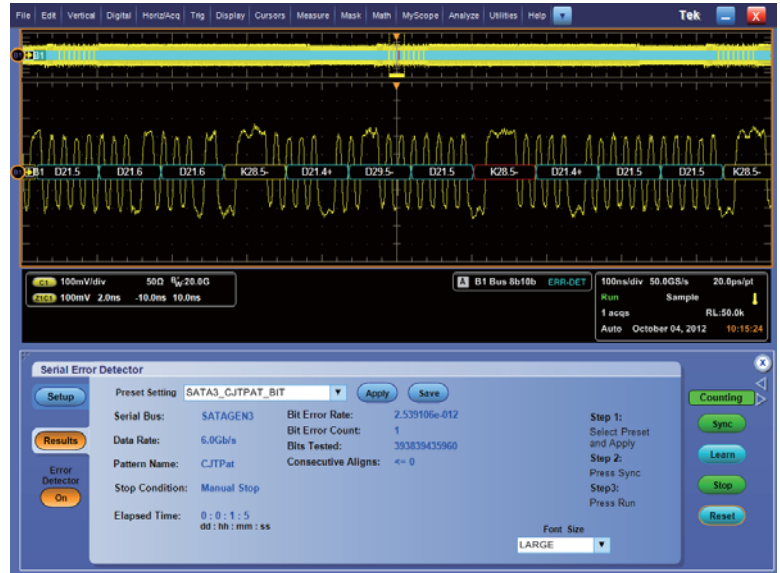 File Edit Vertical Digital Horiz/Acq Trig Display Cursors Measure Mask Math MyScope Analyze Utilities Help Tek X
B1
B1 D21.5 D21.6 D21.6 K28.5- D21.4+ D29.5- D21.5 K28.5- D21.4+ D21.5 D21.5 K28.5-
C1 100mV/div 50Ω BW:20.0G
Z1C1 100mV 2.0ns -10.0ns 10.0ns
A B1 Bus 8b10b ERR-DET
100ns/div 50.0GS/s 20.0ps/pt
Run Sample
1 acqs RL:50.0k
Auto October 04, 2012 10:15:24
Serial Error Detector
Setup
Results
Error
Detector
On
Preset Setting SATA3_CJTPAT_BIT Apply Save
Serial Bus: SATAGEN3
Data Rate: 6.0Gb/s
Pattern Name: CJTPat
Stop Condition: Manual Stop
Elapsed Time: 0 : 0 : 1 : 5
dd : hh : mm : ss
Bit Error Rate: 2.539106e-012
Bit Error Count: 1
Bits Tested: 393839435960
Consecutive Aligns: <= 0
Step 1:
Select Preset
and Apply
Step 2:
Press Sync
Step3:
Press Run
Font Size
LARGE
X
Counting
Sync
Learn
Stop
Reset